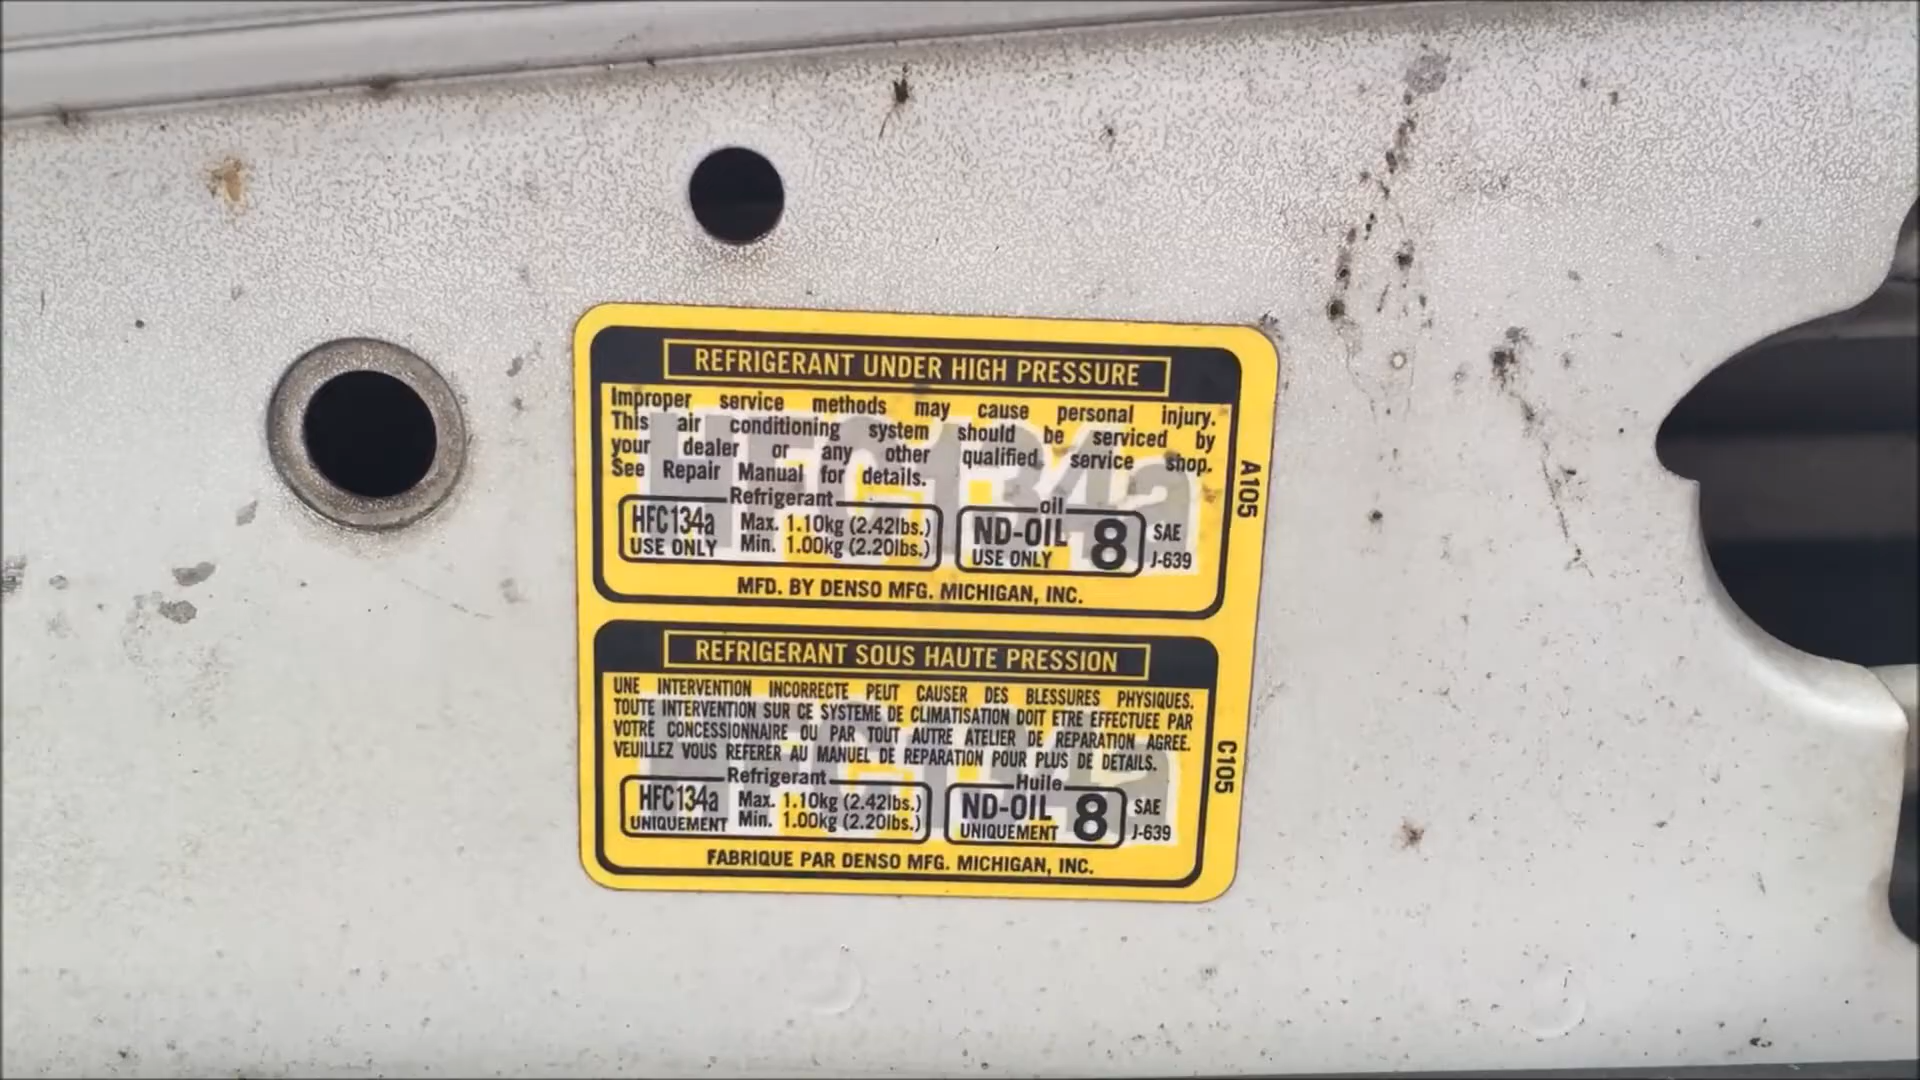 REFRIGERANT UNDER HIGH PRESSURE
Improper service methods may cause personal injury.
This air conditioning system should be serviced by
your dealer or any other qualified service shop.
See Repair Manual for details.
HFC134a
Refrigerant
HFC134a Max. 1.10kg (2.42lbs.)
USE ONLY Min. 1.00kg (2.20lbs.)
oil
ND-OIL 8 SAE
USE ONLY J-639
MFD. BY DENSO MFG. MICHIGAN, INC.
A105
REFRIGERANT SOUS HAUTE PRESSION
UNE INTERVENTION INCORRECTE PEUT CAUSER DES BLESSURES PHYSIQUES.
TOUTE INTERVENTION SUR CE SYSTEME DE CLIMATISATION DOIT ETRE EFFECTUEE PAR
VOTRE CONCESSIONNAIRE OU PAR TOUT AUTRE ATELIER DE REPARATION AGREE.
VEUILLEZ VOUS REFERER AU MANUEL DE REPARATION POUR PLUS DE DETAILS.
HFC134a
Refrigerant
HFC134a Max. 1.10kg (2.42lbs.)
UNIQUEMENT Min. 1.00kg (2.20lbs.)
Huile
ND-OIL 8 SAE
UNIQUEMENT J-639
FABRIQUE PAR DENSO MFG. MICHIGAN, INC.
C105